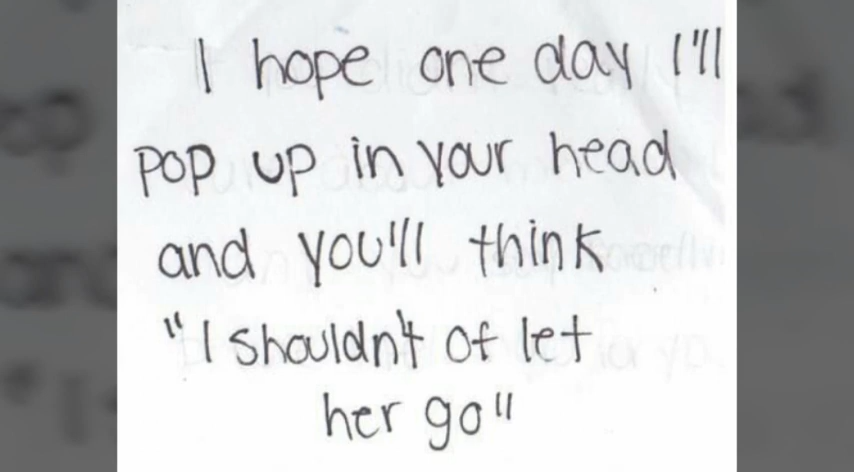 I hope one day I'll
pop up in your head
and you'll think
"I shouldn't of let
her go"